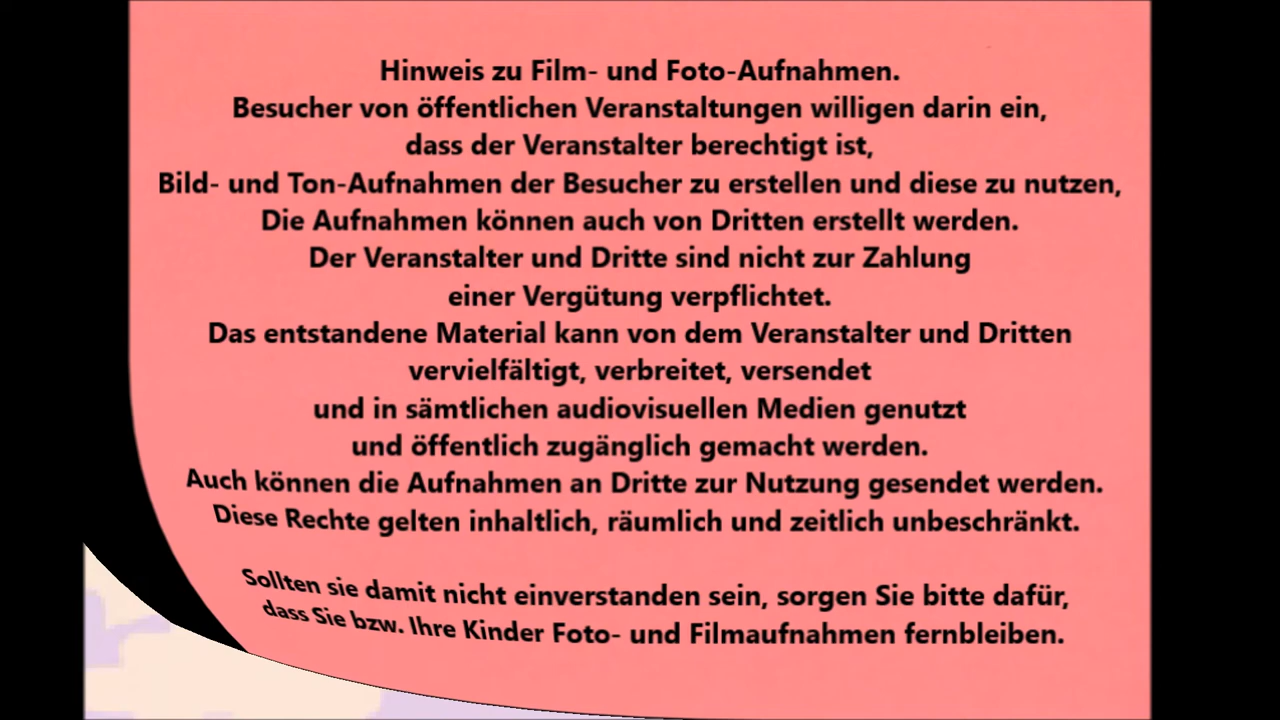 Hinweis zu Film- und Foto-Aufnahmen.
Besucher von öffentlichen Veranstaltungen willigen darin ein,
dass der Veranstalter berechtigt ist,
Bild- und Ton-Aufnahmen der Besucher zu erstellen und diese zu nutzen,
Die Aufnahmen können auch von Dritten erstellt werden.
Der Veranstalter und Dritte sind nicht zur Zahlung
einer Vergütung verpflichtet.
Das entstandene Material kann von dem Veranstalter und Dritten
vervielfältigt, verbreitet, versendet
und in sämtlichen audiovisuellen Medien genutzt
und öffentlich zugänglich gemacht werden.
Auch können die Aufnahmen an Dritte zur Nutzung gesendet werden.
Diese Rechte gelten inhaltlich, räumlich und zeitlich unbeschränkt.
Sollten sie damit nicht einverstanden sein, sorgen Sie bitte dafür,
dass Sie bzw. Ihre Kinder Foto- und Filmaufnahmen fernbleiben.